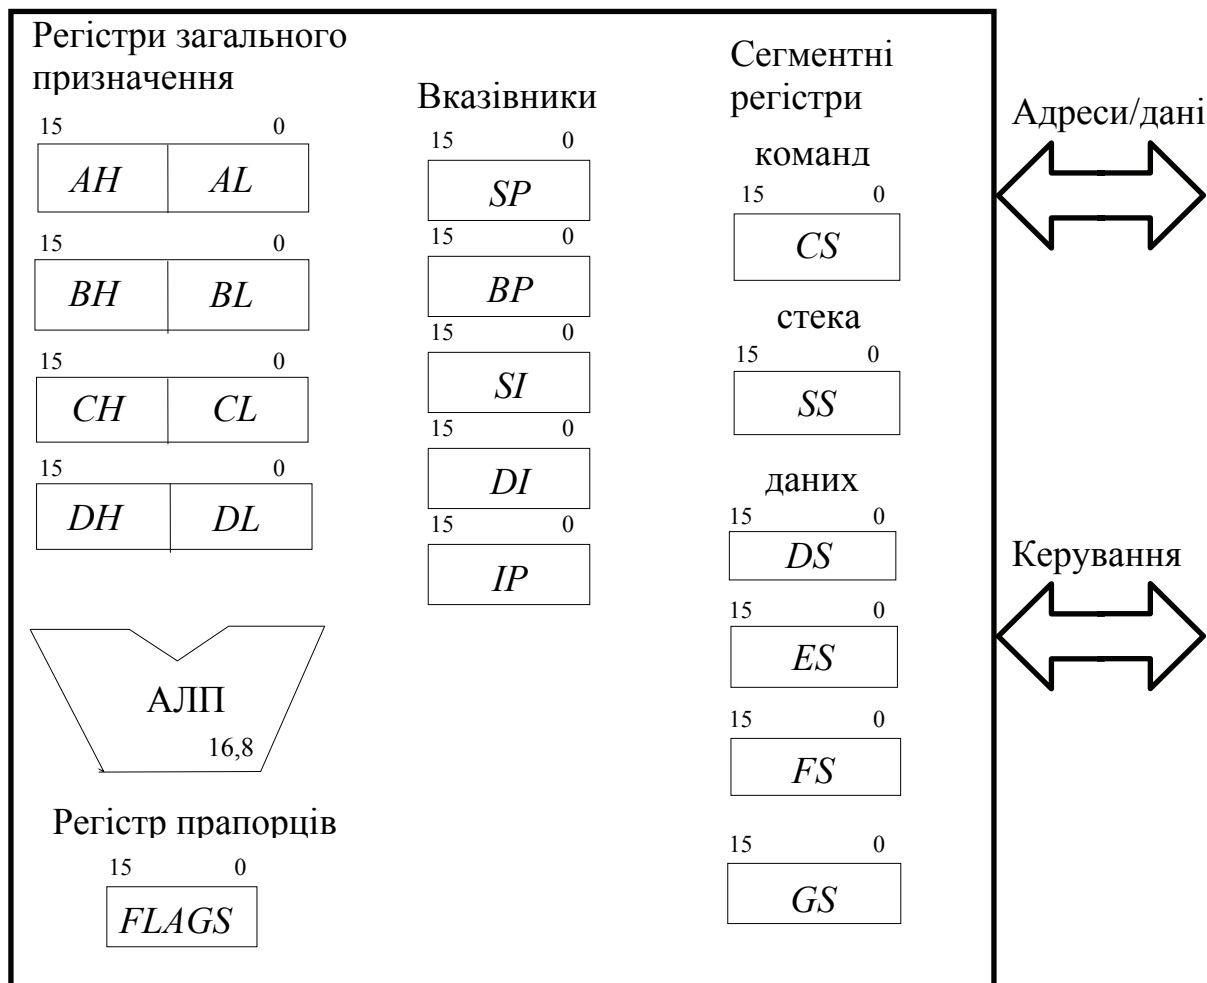 Регістри загального
призначення
15 0
AH AL
15 0
BH BL
15 0
CH CL
15 0
DH DL
АЛП
16,8
Регістр прапорців
15 0
FLAGS
Вказівники
15 0
SP
15 0
BP
15 0
SI
15 0
DI
15 0
IP
Сегментні
регістри
команд
15 0
CS
стека
15 0
SS
даних
15 0
DS
15 0
ES
15 0
FS
15 0
GS
Адреси/дані
Керування